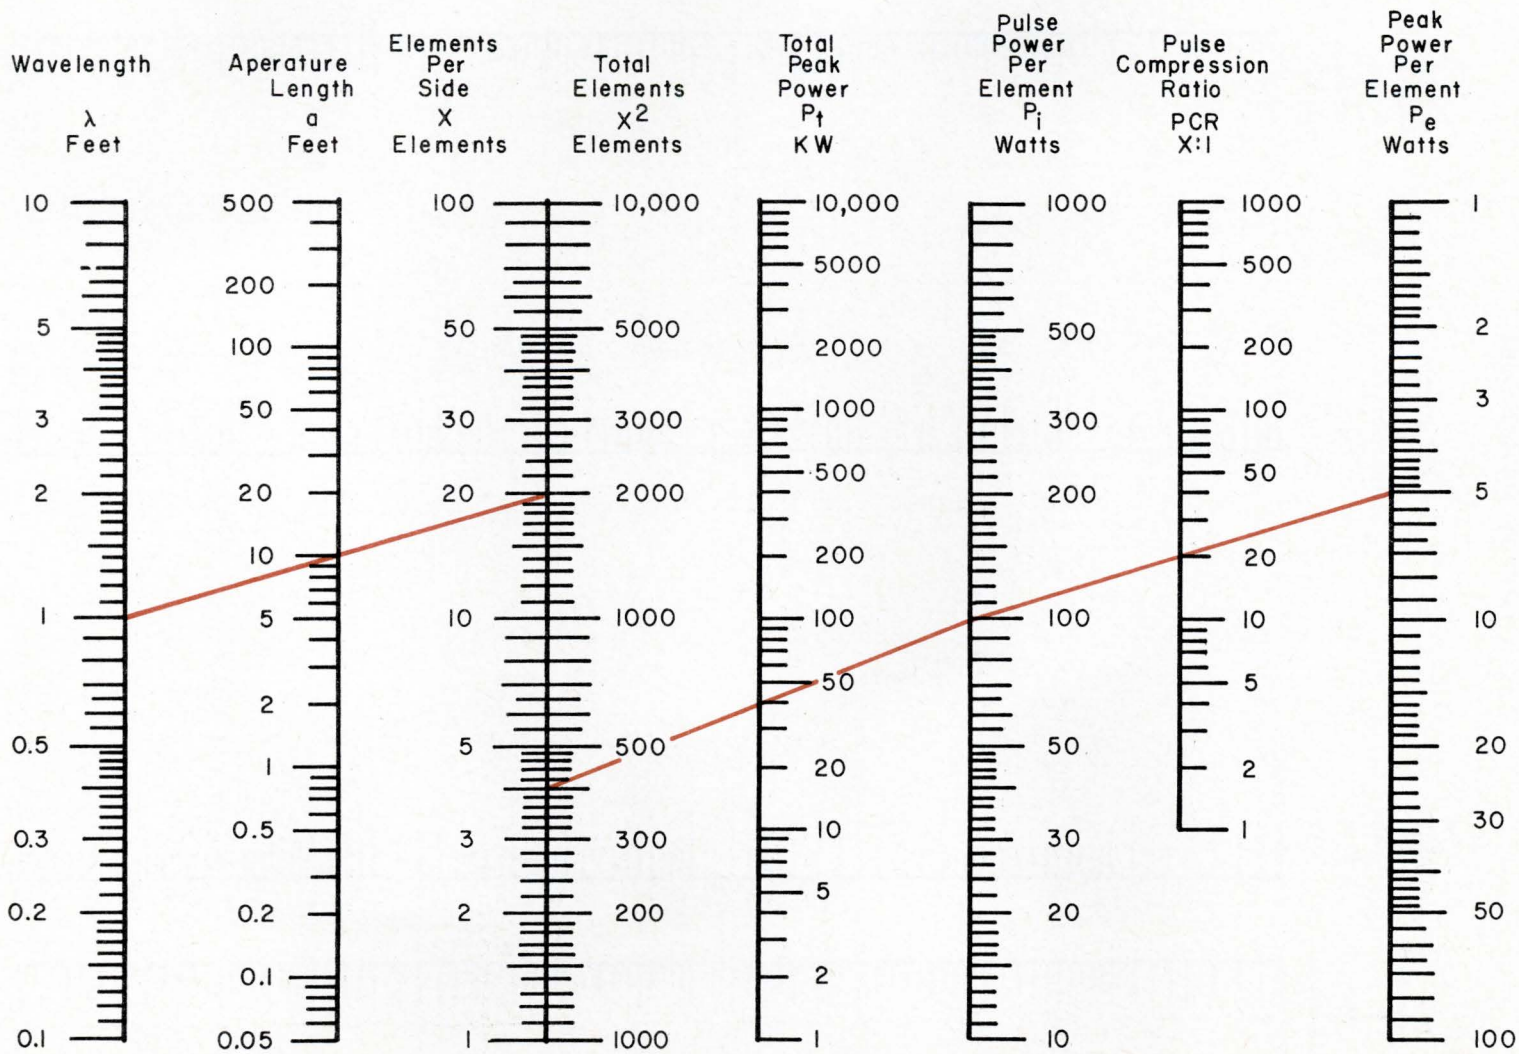 Wavelength
λ
Feet
10
5
3
2
1
0.5
0.3
0.2
0.1
Aperature
Length
a
Feet
500
200
100
50
20
10
5
2
1
0.5
0.2
0.1
0.05
Elements
Per
Side
X
Elements
100
50
30
20
10
5
3
2
1
Total
Elements
X²
Elements
10,000
5000
3000
2000
1000
500
300
200
1000
Total
Peak
Power
Pt
KW
10,000
5000
2000
1000
500
200
100
50
20
10
5
2
1
Pulse
Power
Per
Element
Pi
Watts
1000
500
300
200
100
50
30
20
10
Pulse
Compression
Ratio
PCR
X:1
1000
500
200
100
50
20
10
5
2
1
Peak
Power
Per
Element
Pe
Watts
1
2
3
5
10
20
30
50
100